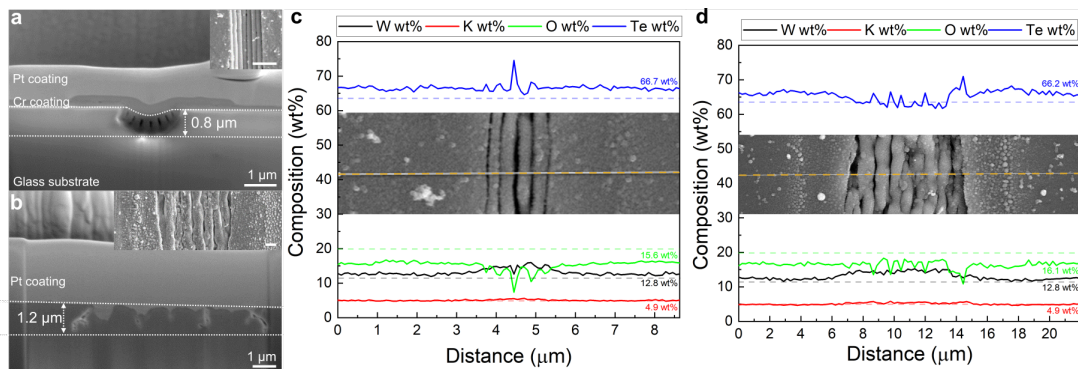 a
Pt coating
Cr coating
0.8 μm
Glass substrate
1 μm
b
Pt coating
1.2 μm
1 μm
c
W wt% K wt% O wt% Te wt%
Composition (wt%)
80
70
60
50
40
30
20
10
0
66.7 wt%
15.6 wt%
12.8 wt%
4.9 wt%
0 1 2 3 4 5 6 7 8
Distance (μm)
d
W wt% K wt% O wt% Te wt%
Composition (wt%)
80
70
60
50
40
30
20
10
0
66.2 wt%
16.1 wt%
12.8 wt%
4.9 wt%
0 2 4 6 8 10 12 14 16 18 20
Distance (μm)